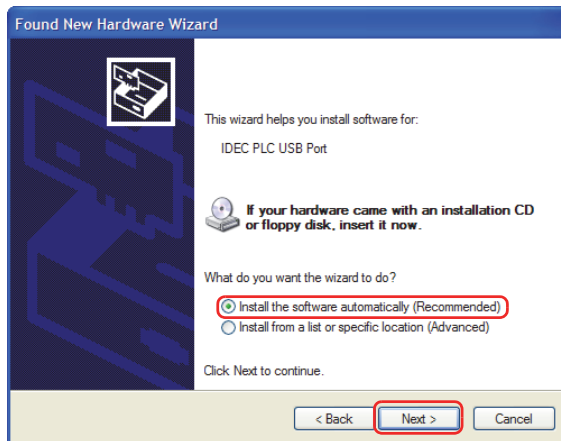 Found New Hardware Wizard
This wizard helps you install software for:
IDEC PLC USB Port
If your hardware came with an installation CD
or floppy disk, insert it now.
What do you want the wizard to do?
Install the software automatically (Recommended)
Install from a list or specific location (Advanced)
Click Next to continue.
< Back Next > Cancel